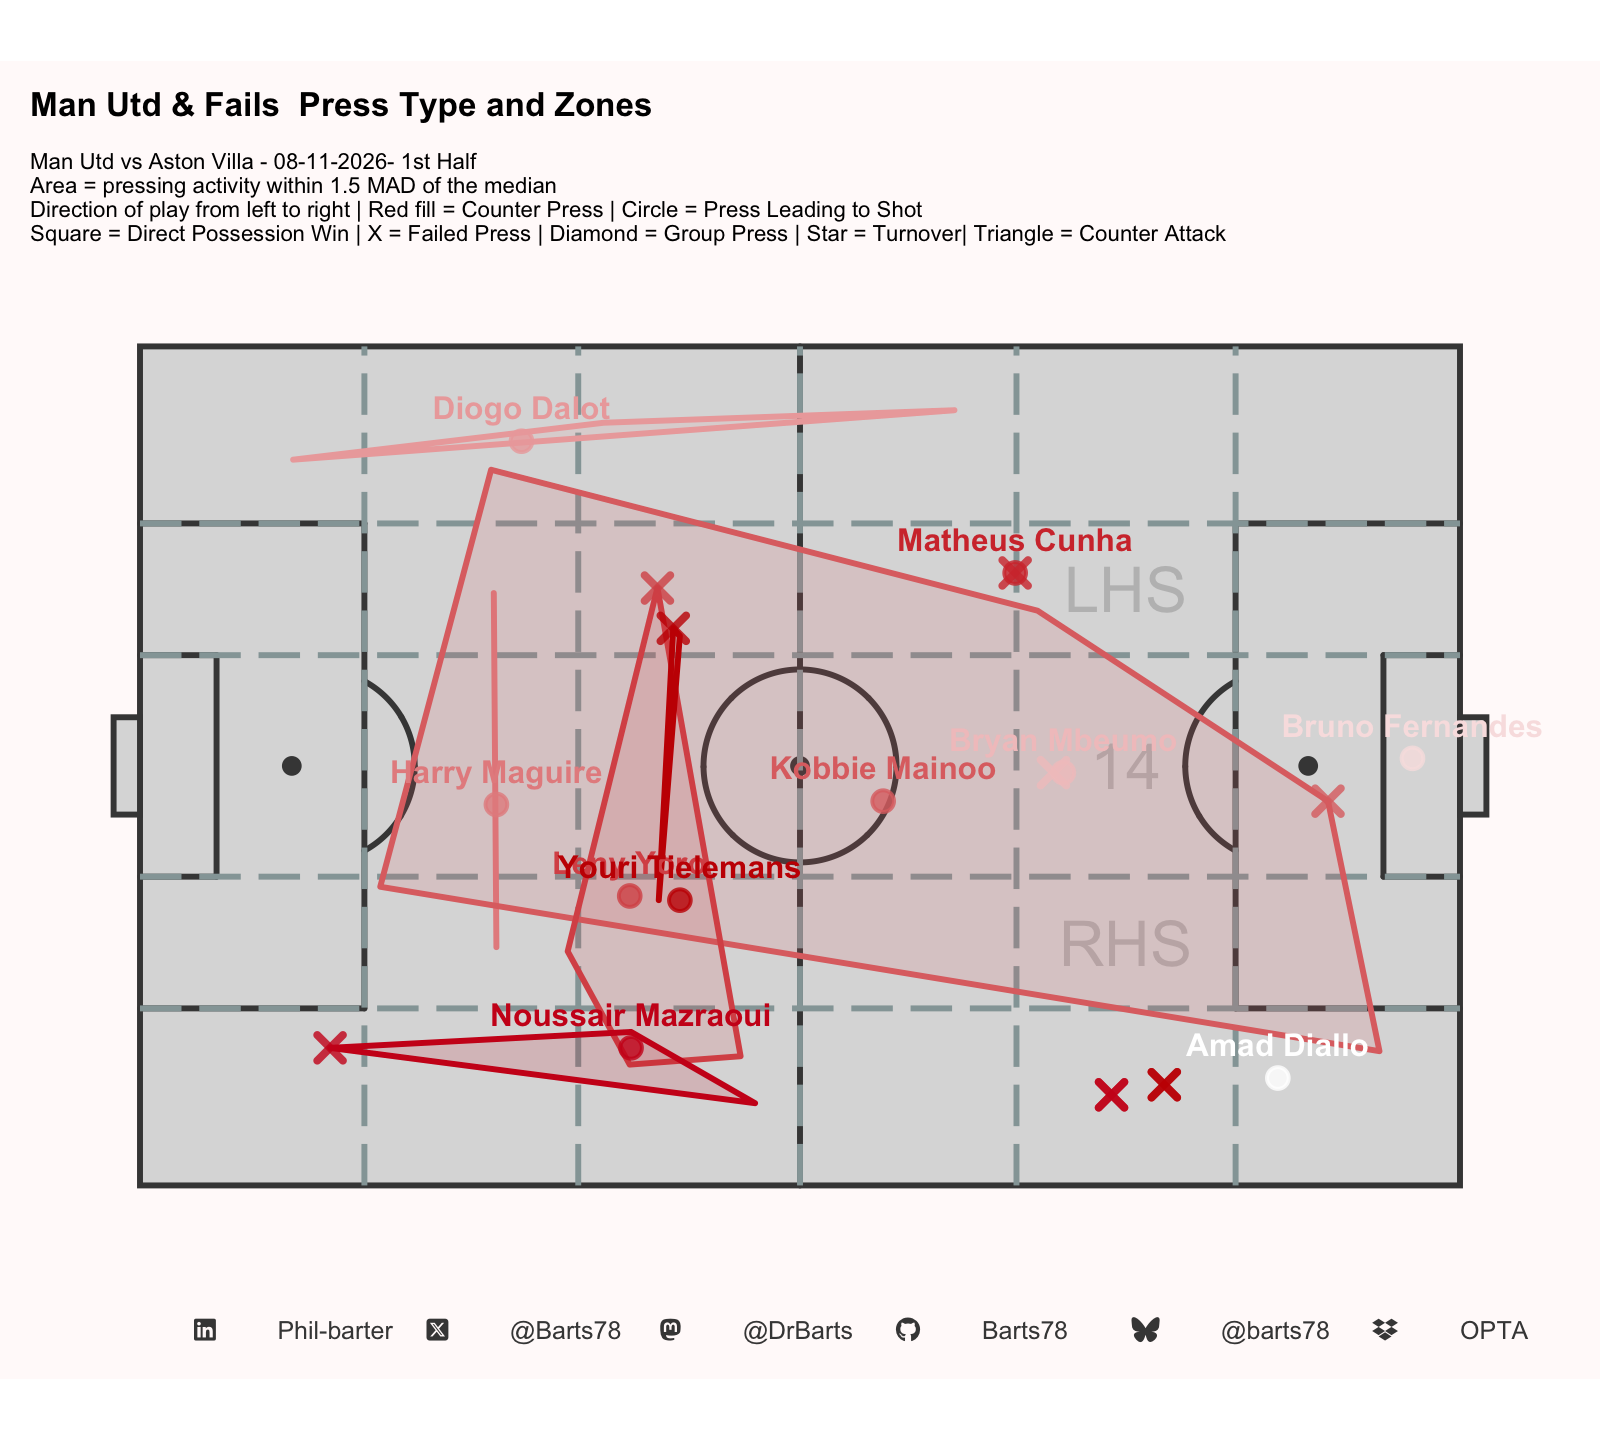 Man Utd & Fails  Press Type and Zones
Man Utd vs Aston Villa - 08-11-2026- 1st Half
Area = pressing activity within 1.5 MAD of the median
Direction of play from left to right | Red fill = Counter Press | Circle = Press Leading to Shot
Square = Direct Possession Win | X = Failed Press | Diamond = Group Press | Star = Turnover| Triangle = Counter Attack
Diogo Dalot
Matheus Cunha
LHS
Bruno Fernandes
Bryan Mbeumo
Harry Maguire
Kobbie Mainoo
14
Leny Yoro
Youri Tielemans
RHS
Noussair Mazraoui
Amad Diallo
Phil-barter
@Barts78
@DrBarts
Barts78
@barts78
OPTA